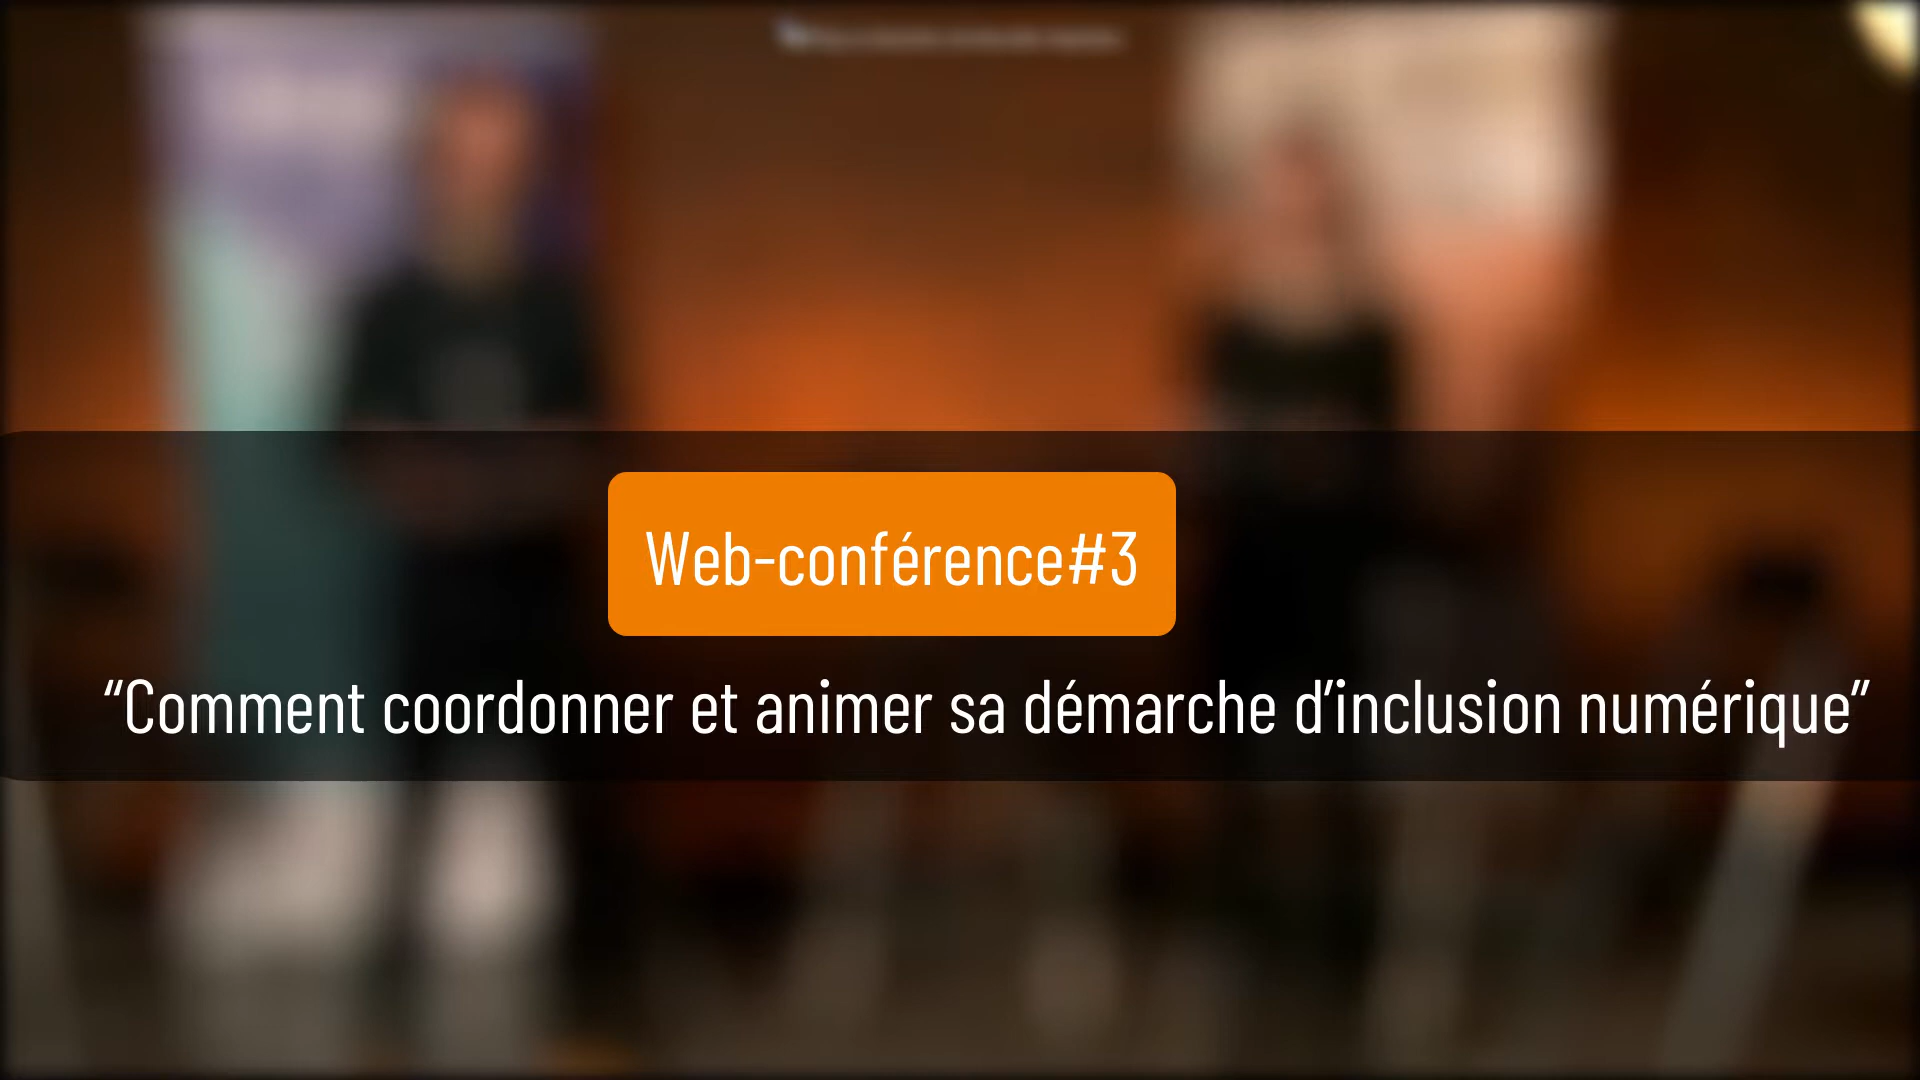 Web-conférence#3
“Comment coordonner et animer sa démarche d’inclusion numérique”